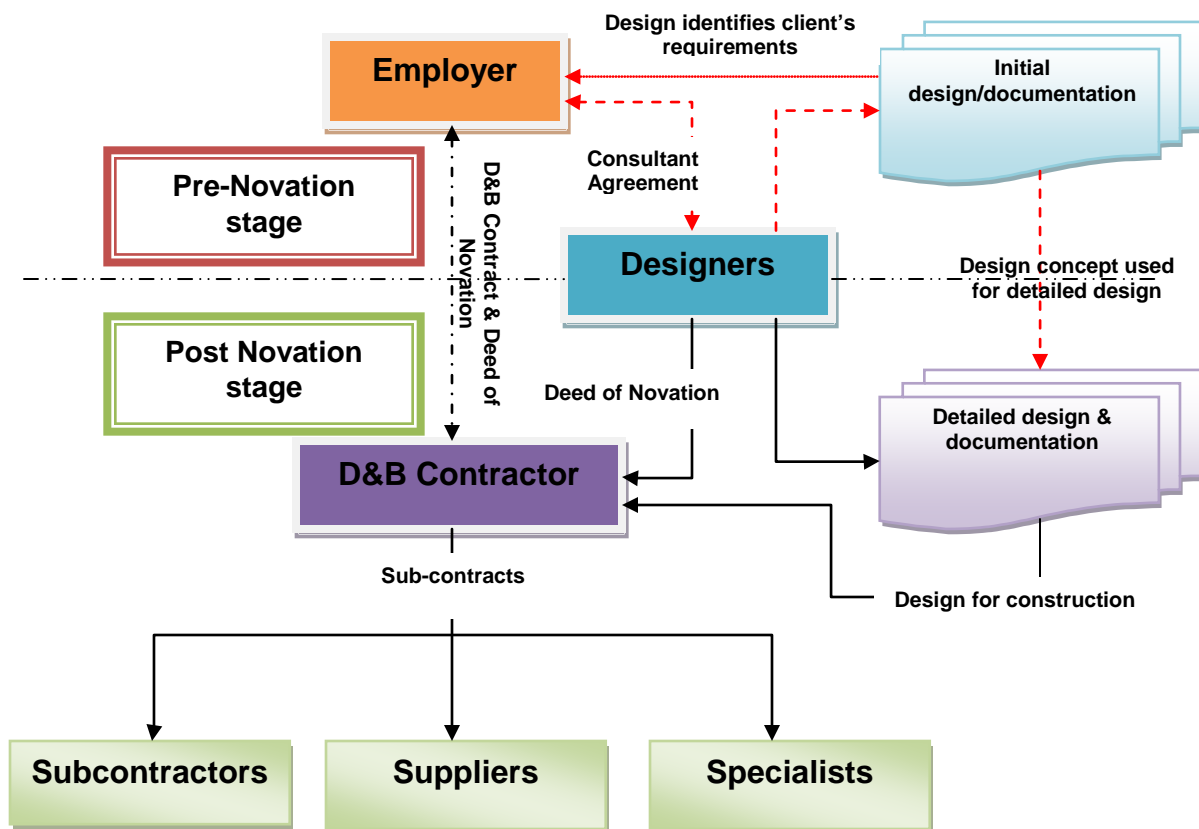 Design identifies client’s
requirements
Employer
Initial
design/documentation
Consultant
Agreement
Pre-Novation
stage
D&B Contract & Deed of
Novation
Designers
Design concept used
for detailed design
Post Novation
stage
Deed of Novation
Detailed design &
documentation
D&B Contractor
Sub-contracts
Design for construction
Subcontractors
Suppliers
Specialists